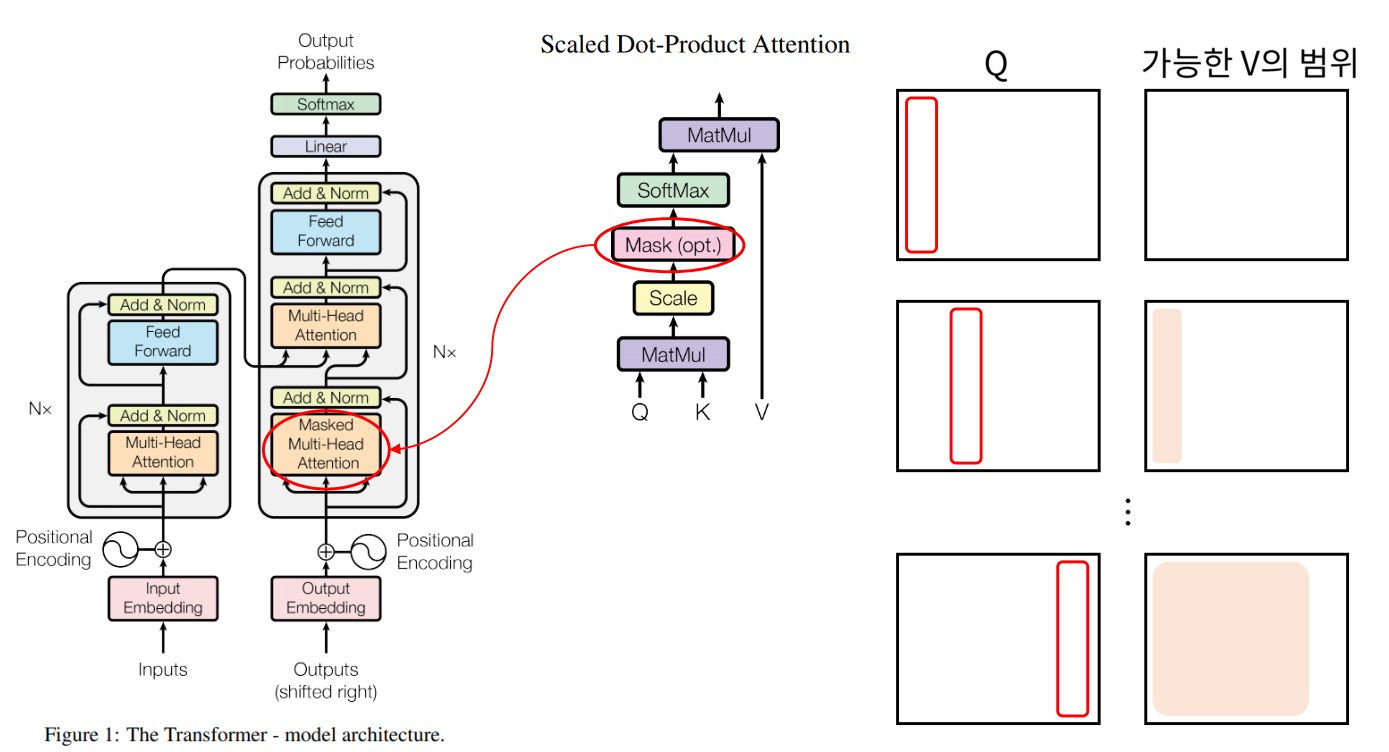 Output
Probabilities
Softmax
Linear
Add & Norm
Feed
Forward
Add & Norm
Multi-Head
Attention
Add & Norm
Masked
Multi-Head
Attention
N×
Add & Norm
Feed
Forward
Add & Norm
Multi-Head
Attention
N×
Positional
Encoding
Positional
Encoding
Input
Embedding
Output
Embedding
Inputs
Outputs
(shifted right)
Figure 1: The Transformer - model architecture.
Scaled Dot-Product Attention
MatMul
SoftMax
Mask (opt.)
Scale
MatMul
Q K V
Q
가능한 V의 범위
⋮